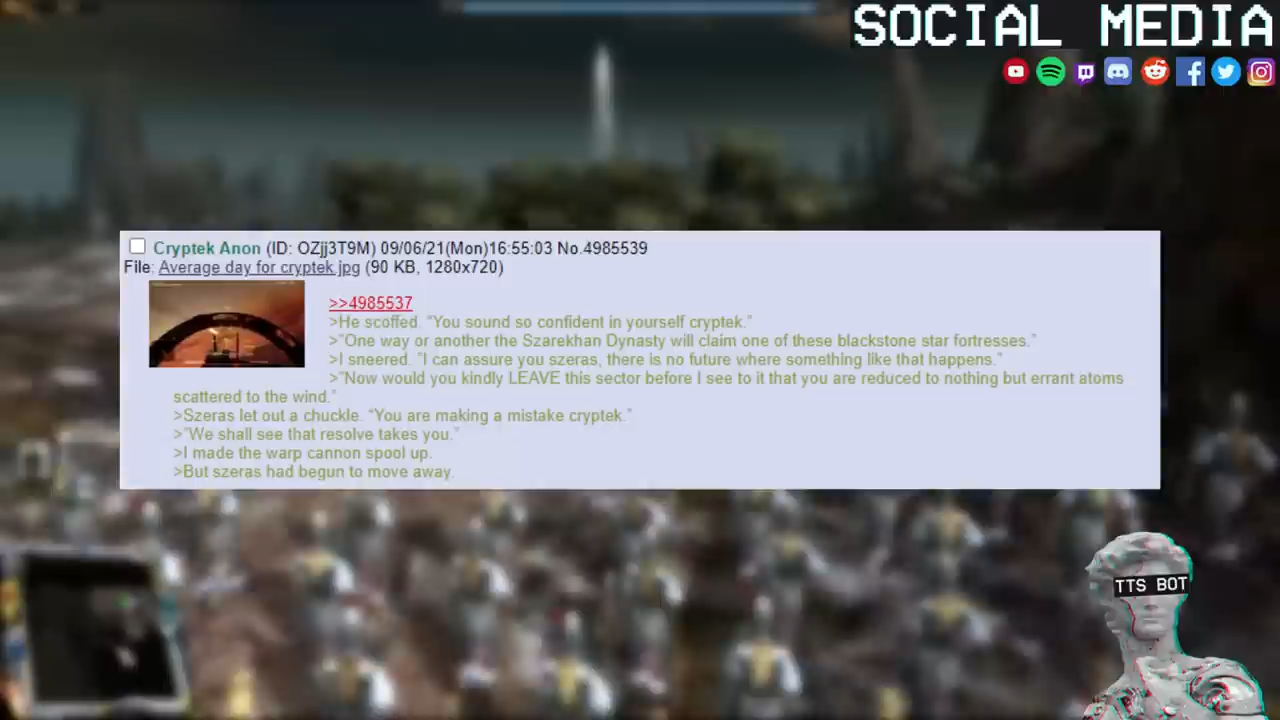 SOCIAL MEDIA
Cryptek Anon (ID: OZjj3T9M) 09/06/21(Mon)16:55:03 No.4985539
File: Average day for cryptek.jpg (90 KB, 1280x720)
>>4985537
>He scoffed. “You sound so confident in yourself cryptek.”
>”One way or another the Szarekhan Dynasty will claim one of these blackstone star fortresses.”
>I sneered. ”I can assure you szeras, there is no future where something like that happens.”
>”Now would you kindly LEAVE this sector before I see to it that you are reduced to nothing but errant atoms
scattered to the wind.”
>Szeras let out a chuckle. “You are making a mistake cryptek.”
>”We shall see that resolve takes you.”
>I made the warp cannon spool up.
>But szeras had begun to move away.
TTS BOT